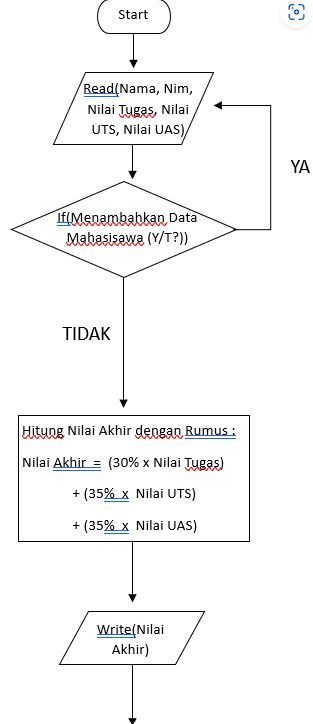 Start
Read(Nama, Nim,
Nilai Tugas, Nilai
UTS, Nilai UAS)
YA
If(Menambahkan Data
Mahasisawa (Y/T?))
TIDAK
Hitung Nilai Akhir dengan Rumus :
Nilai Akhir = (30% x Nilai Tugas)
+ (35% x Nilai UTS)
+ (35% x Nilai UAS)
Write(Nilai
Akhir)